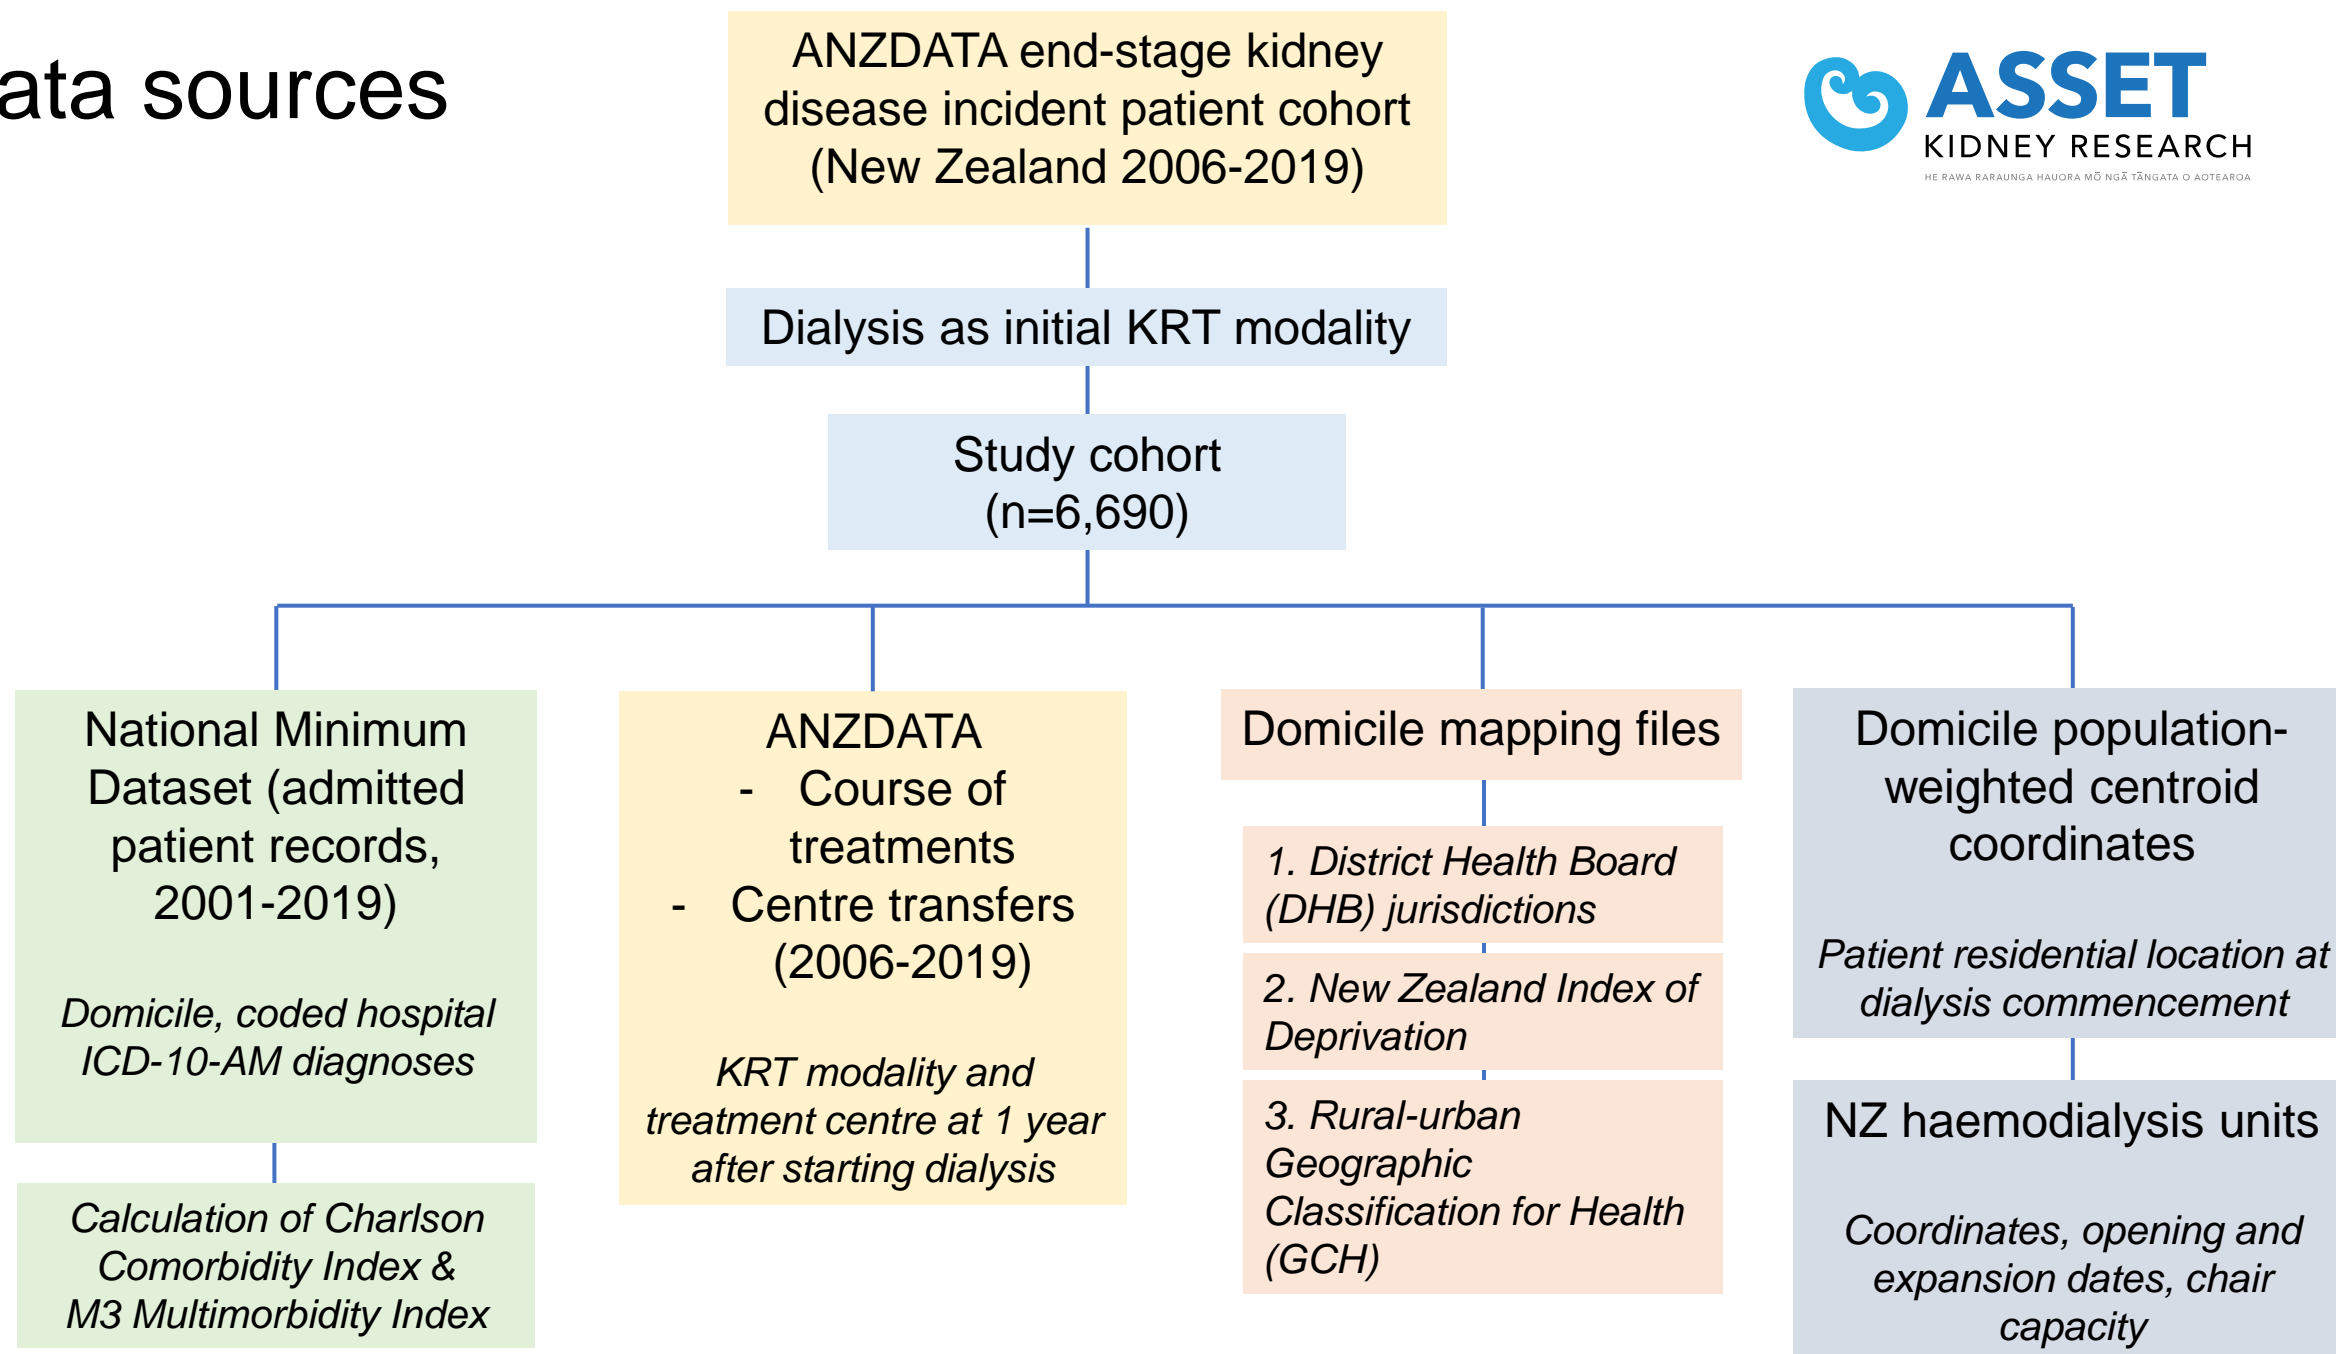 ata sources
ANZDATA end-stage kidney
disease incident patient cohort
(New Zealand 2006-2019)
ASSET
KIDNEY RESEARCH
HE RAWA RARAUNGA HAUORA MŌ NGĀ TĀNGATA O AOTEAROA
Dialysis as initial KRT modality
Study cohort
(n=6,690)
National Minimum
Dataset (admitted
patient records,
2001-2019)
Domicile, coded hospital
ICD-10-AM diagnoses
Calculation of Charlson
Comorbidity Index &
M3 Multimorbidity Index
ANZDATA
- Course of
treatments
- Centre transfers
(2006-2019)
KRT modality and
treatment centre at 1 year
after starting dialysis
Domicile mapping files
1. District Health Board
(DHB) jurisdictions
2. New Zealand Index of
Deprivation
3. Rural-urban
Geographic
Classification for Health
(GCH)
Domicile population-
weighted centroid
coordinates
Patient residential location at
dialysis commencement
NZ haemodialysis units
Coordinates, opening and
expansion dates, chair
capacity